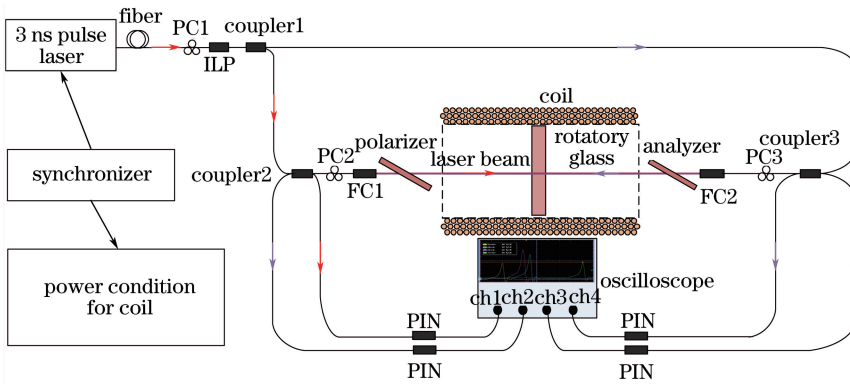 fiber
PC1
coupler1
3 ns pulse
laser
ILP
coil
polarizer
rotatory
glass
analyzer
coupler3
PC2
laser beam
PC3
synchronizer
coupler2
FC1
FC2
power condition
for coil
oscilloscope
ch1
ch2
ch3
ch4
PIN
PIN
PIN
PIN